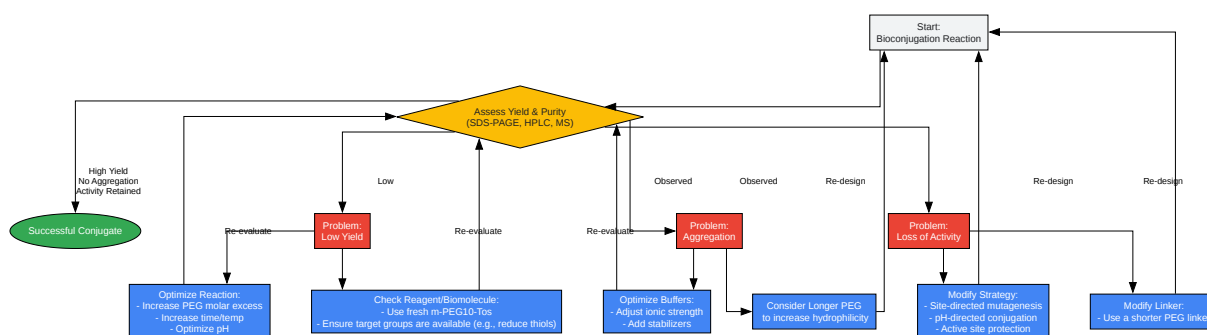 Start:
Bioconjugation Reaction
Assess Yield & Purity
(SDS-PAGE, HPLC, MS)
High Yield
No Aggregation
Activity Retained
Low
Observed
Observed
Re-design
Re-design
Re-design
Successful Conjugate
Re-evaluate
Problem:
Low Yield
Re-evaluate
Re-evaluate
Problem:
Aggregation
Problem:
Loss of Activity
Optimize Reaction:
- Increase PEG molar excess
- Increase time/temp
- Optimize pH
Check Reagent/Biomolecule:
- Use fresh m-PEG10-Tos
- Ensure target groups are available (e.g., reduce thiols)
Optimize Buffers:
- Adjust ionic strength
- Add stabilizers
Consider Longer PEG
to increase hydrophilicity
Modify Strategy:
- Site-directed mutagenesis
- pH-directed conjugation
- Active site protection
Modify Linker:
- Use a shorter PEG linker